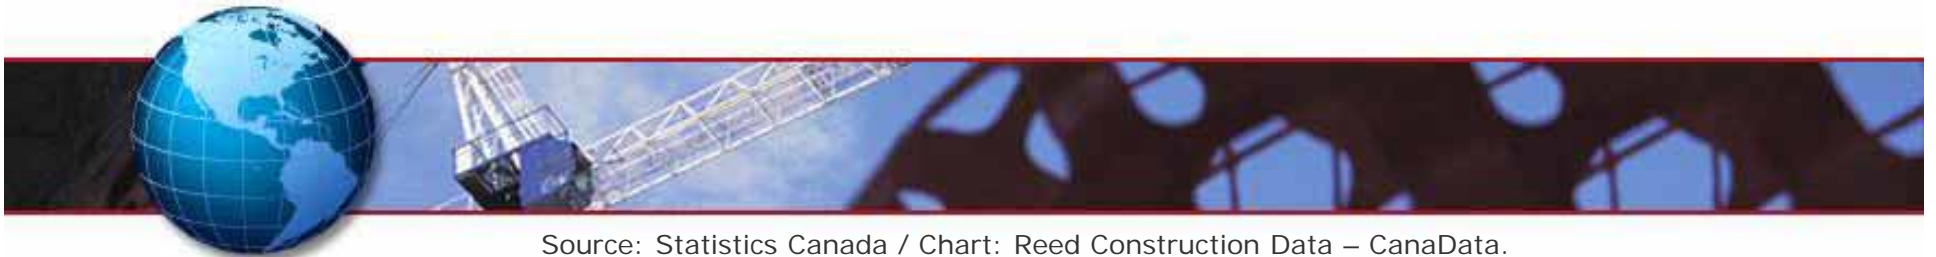 Source: Statistics Canada / Chart: Reed Construction Data – CanaData.